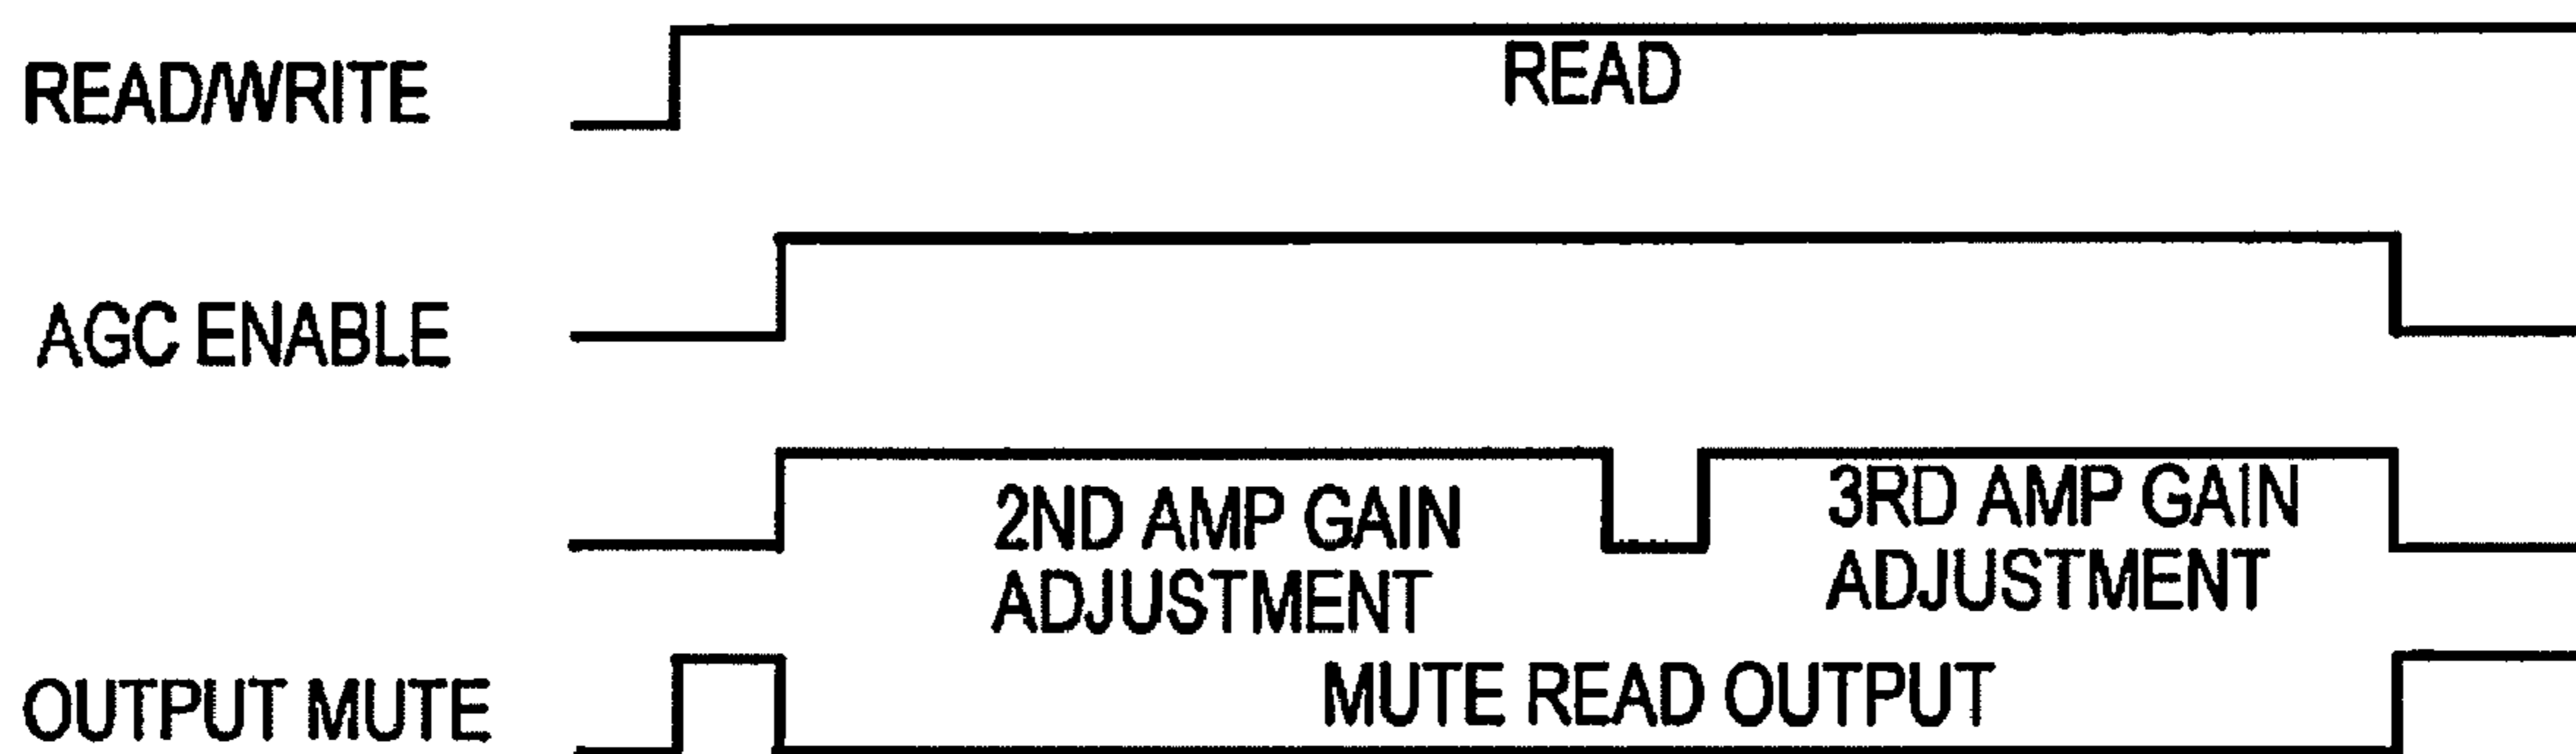 READ/WRITE
READ
AGC ENABLE
2ND AMP GAIN
ADJUSTMENT
3RD AMP GAIN
ADJUSTMENT
OUTPUT MUTE
MUTE READ OUTPUT